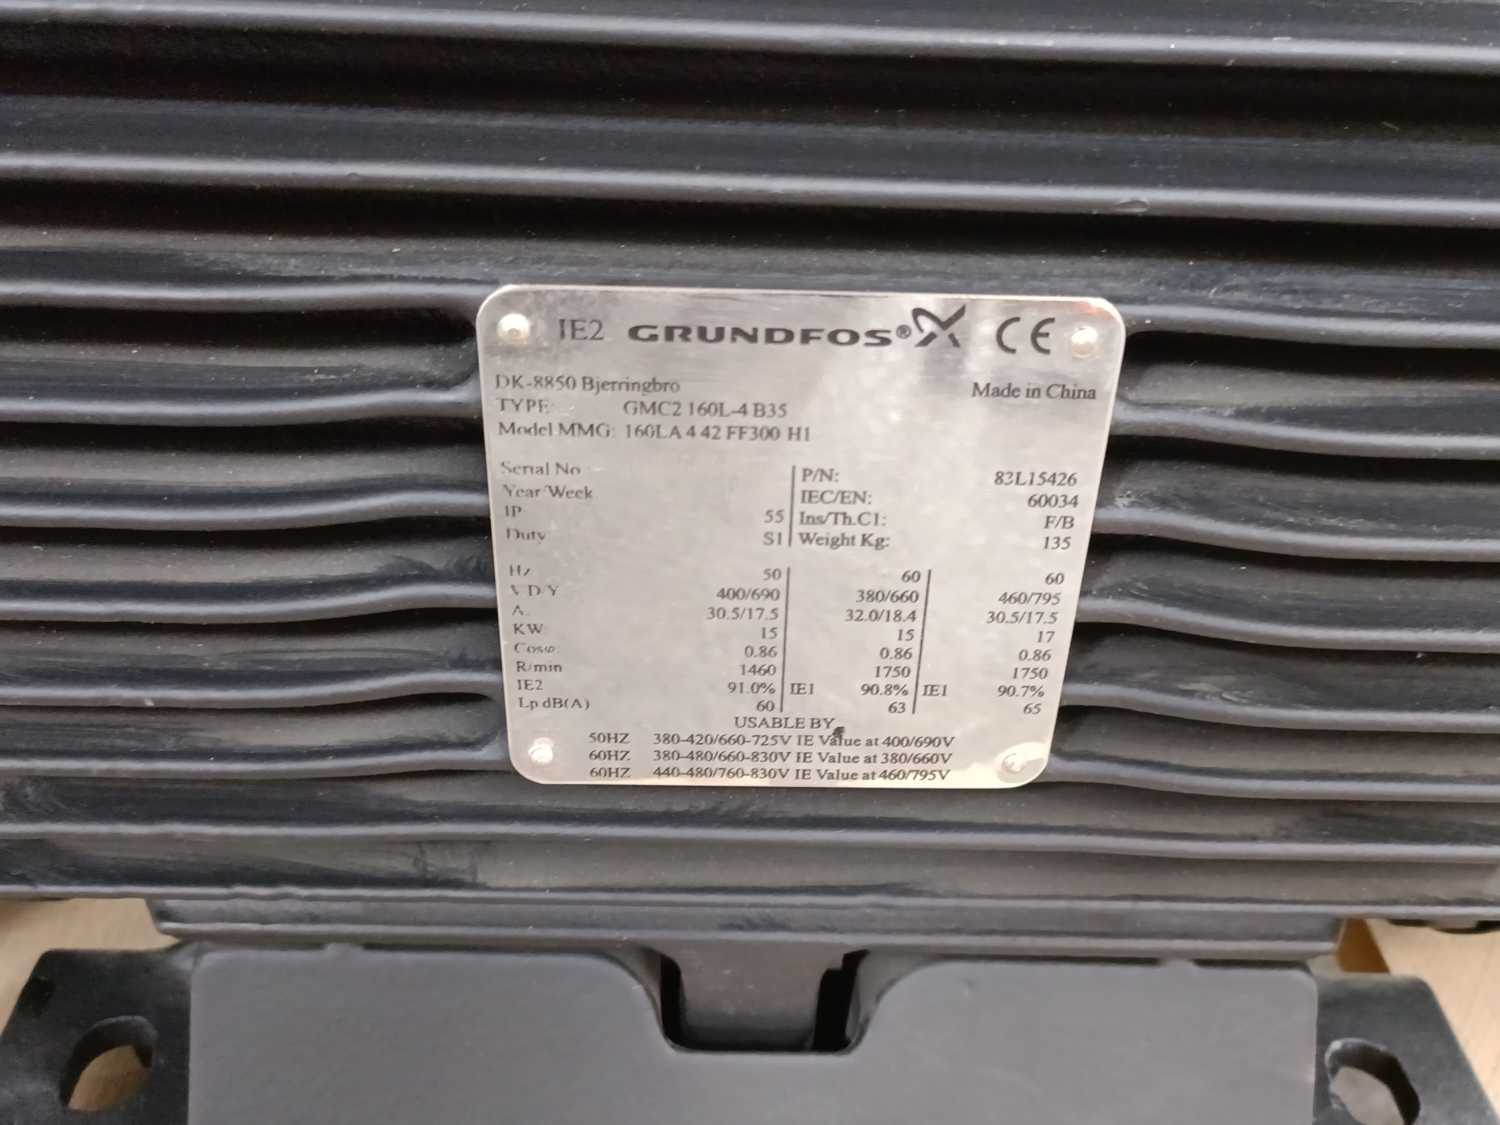 IE2 GRUNDFOS® CE
DK-8850 Bjerringbro Made in China
TYPE: GMC2 160L-4 B35
Model MMG: 160LA 4 42 FF300 H1
Serial No P/N: 83L15426
Year/Week IEC/EN: 60034
IP 55 Ins/Th.C1: F/B
Duty S1 Weight Kg: 135
Hz 50 60 60
V D/Y 400/690 380/660 460/795
A 30.5/17.5 32.0/18.4 30.5/17.5
KW 15 15 17
Cosφ 0.86 0.86 0.86
R/min 1460 1750 1750
IE2 91.0% IE1 90.8% IE1 90.7%
Lp dB(A) 60 63 65
USABLE BY
50HZ 380-420/660-725V IE Value at 400/690V
60HZ 380-480/660-830V IE Value at 380/660V
60HZ 440-480/760-830V IE Value at 460/795V